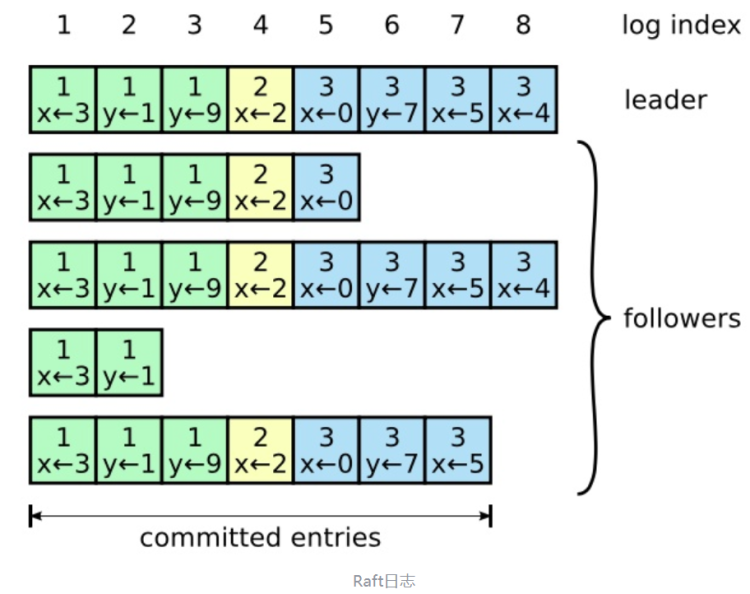 1 2 3 4 5 6 7 8 log index
1 1 1 2 3 3 3 3
x←3 y←1 y←9 x←2 x←0 y←7 x←5 x←4
leader
1 1 1 2 3
x←3 y←1 y←9 x←2 x←0
1 1 1 2 3 3 3 3
x←3 y←1 y←9 x←2 x←0 y←7 x←5 x←4
followers
1 1
x←3 y←1
1 1 1 2 3 3 3
x←3 y←1 y←9 x←2 x←0 y←7 x←5
committed entries
Raft日志